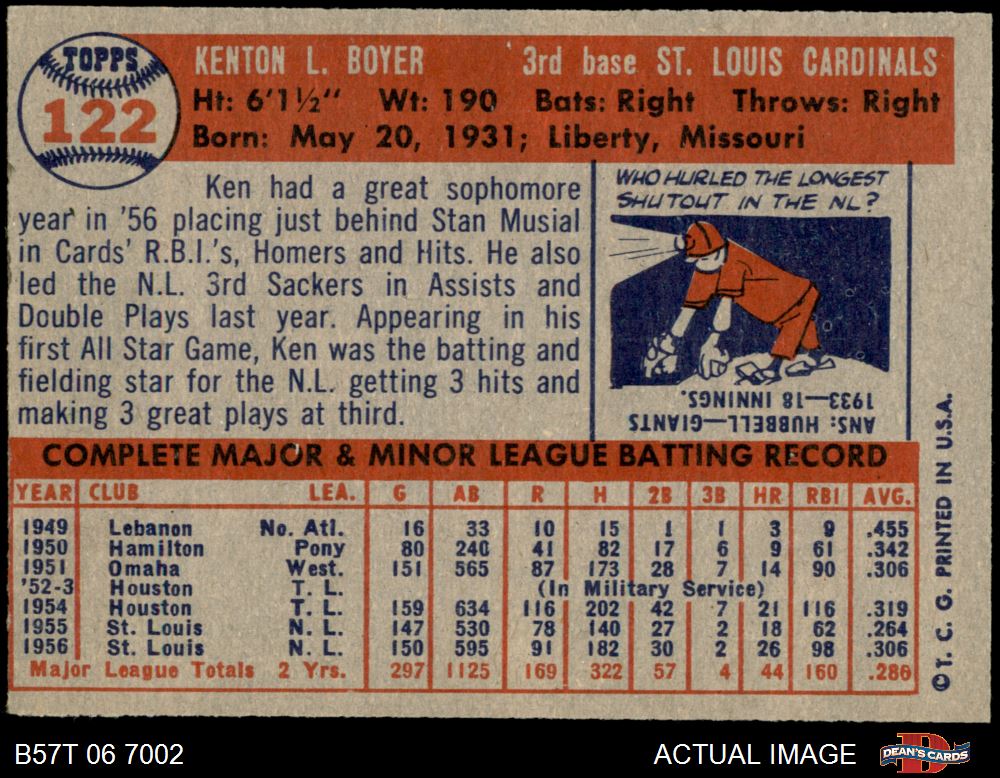 TOPPS
122
KENTON L. BOYER 3rd base ST. LOUIS CARDINALS
Ht: 6'1½" Wt: 190 Bats: Right Throws: Right
Born: May 20, 1931; Liberty, Missouri
Ken had a great sophomore
year in '56 placing just behind Stan Musial
in Cards' R.B.I.'s, Homers and Hits. He also
led the N.L. 3rd Sackers in Assists and
Double Plays last year. Appearing in his
first All Star Game, Ken was the batting and
fielding star for the N.L. getting 3 hits and
making 3 great plays at third.
WHO HURLED THE LONGEST
SHUTOUT IN THE NL?
ANS: HUBBELL—GIANTS
1933—18 INNINGS.
COMPLETE MAJOR & MINOR LEAGUE BATTING RECORD
YEAR CLUB LEA. G AB R H 2B 3B HR RBI AVG.
1949 Lebanon No. Atl. 16 33 10 15 1 1 3 9 .455
1950 Hamilton Pony 80 240 41 82 17 6 9 61 .342
1951 Omaha West. 151 565 87 173 28 7 14 90 .306
'52-3 Houston T. L. (In Military Service)
1954 Houston T. L. 159 634 116 202 42 7 21 116 .319
1955 St. Louis N. L. 147 530 78 140 27 2 18 62 .264
1956 St. Louis N. L. 150 595 91 182 30 2 26 98 .306
Major League Totals 2 Yrs. 297 1125 169 322 57 4 44 160 .286
© T. C. G. PRINTED IN U.S.A.
B57T 06 7002 ACTUAL IMAGE
DEAN'S CARDS